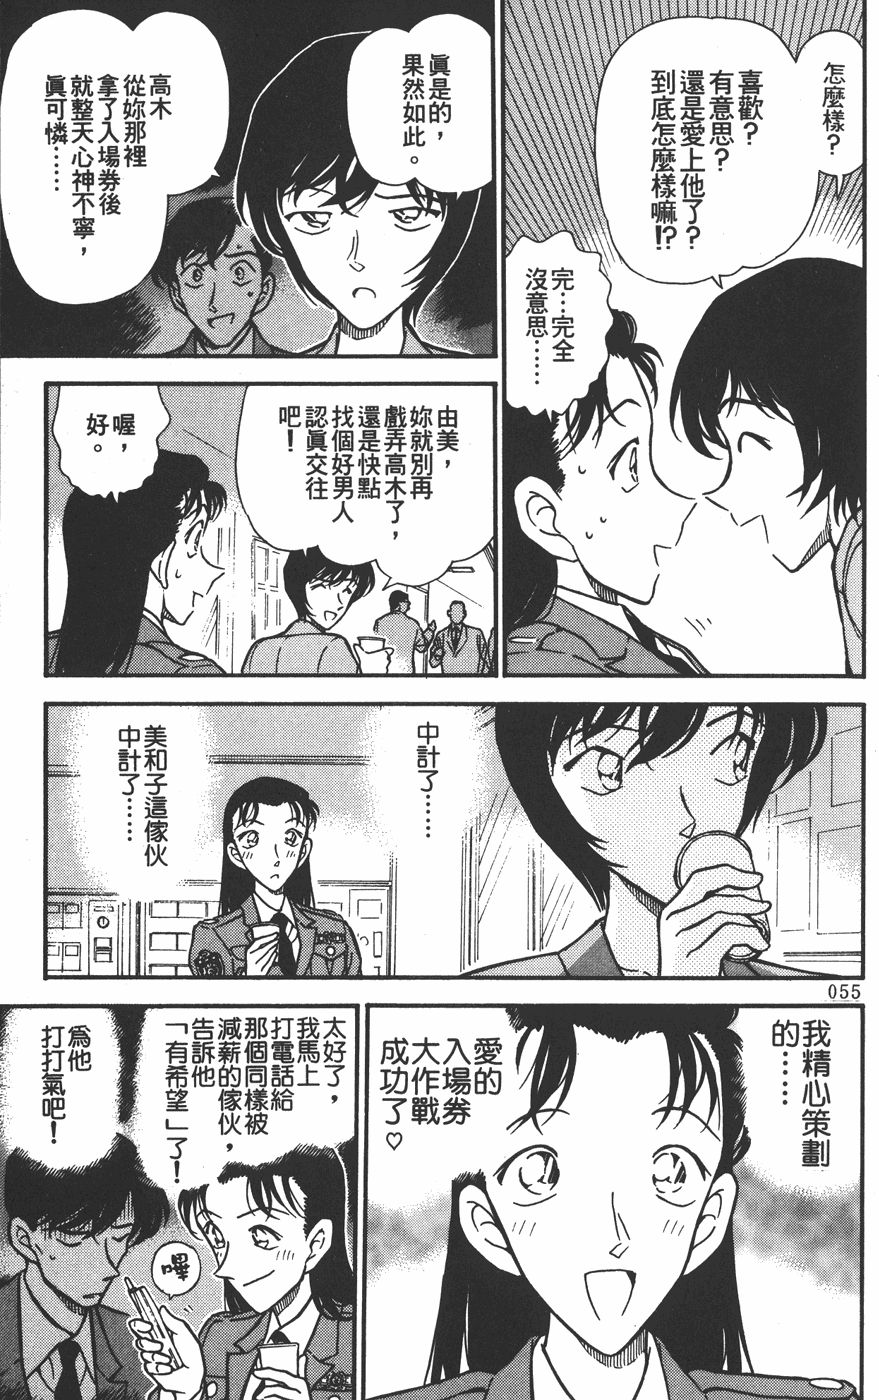 怎麼樣？
喜歡？
有意思？
還是愛上他了？
到底怎麼樣嘛!?
完…完全
沒意思……
眞是的，
果然如此。
高木
從妳那裡
拿了入場券後
就整天心神不寧，
眞可憐……
由美，
妳就別再
戲弄高木了，
還是快點
找個好男人
認眞交往
吧！
喔，
好。
中計了……
美和子這傢伙
中計了……
055
我精心策劃
的……
愛的
入場券
大作戰
成功了♡
太好了，
我馬上
打電話給
那個同樣被
減薪的傢伙，
告訴他
「有希望」了！
嗶
為他
打打氣吧！